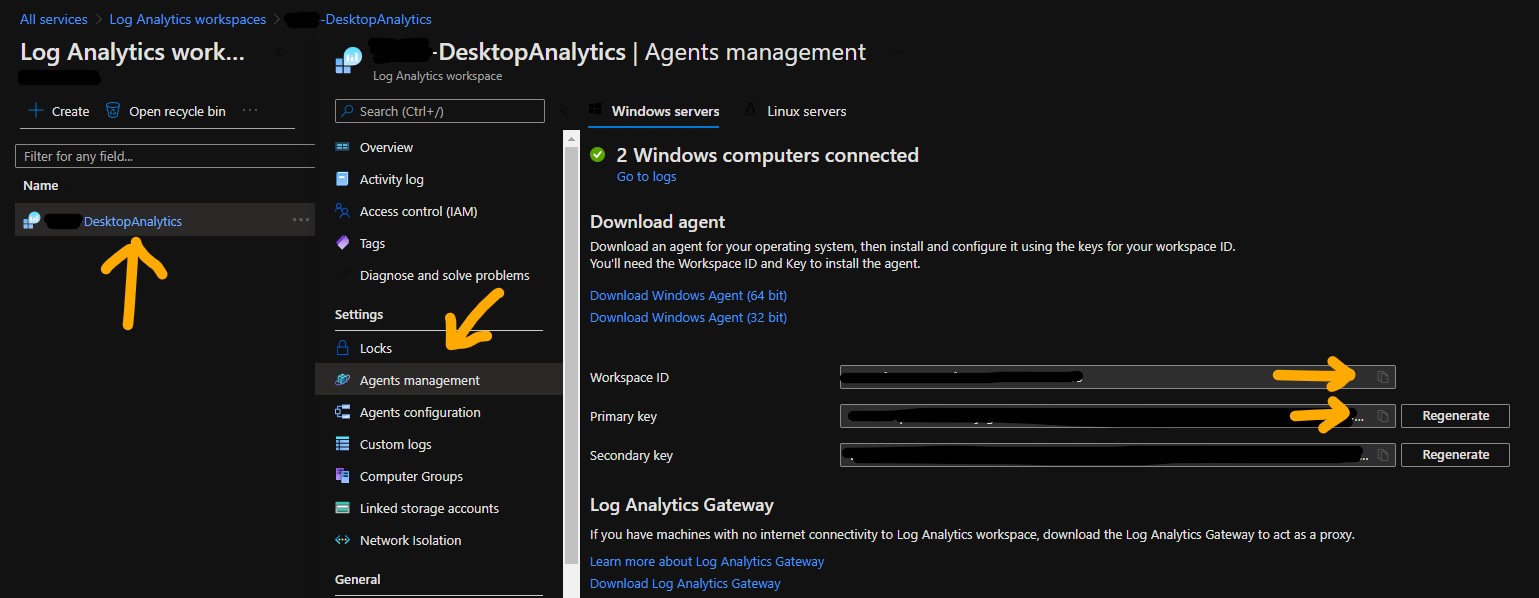 All services > Log Analytics workspaces > -DesktopAnalytics
Log Analytics work...
Create Open recycle bin ...
Filter for any field...
Name
DesktopAnalytics ...
-DesktopAnalytics | Agents management ...
Log Analytics workspace
Search (Ctrl+/)
Overview
Activity log
Access control (IAM)
Tags
Diagnose and solve problems
Settings
Locks
Agents management
Agents configuration
Custom logs
Computer Groups
Linked storage accounts
Network Isolation
General
Windows servers Linux servers
2 Windows computers connected
Go to logs
Download agent
Download an agent for your operating system, then install and configure it using the keys for your workspace ID.
You'll need the Workspace ID and Key to install the agent.
Download Windows Agent (64 bit)
Download Windows Agent (32 bit)
Workspace ID
Primary key ... Regenerate
Secondary key ... Regenerate
Log Analytics Gateway
If you have machines with no internet connectivity to Log Analytics workspace, download the Log Analytics Gateway to act as a proxy.
Learn more about Log Analytics Gateway
Download Log Analytics Gateway